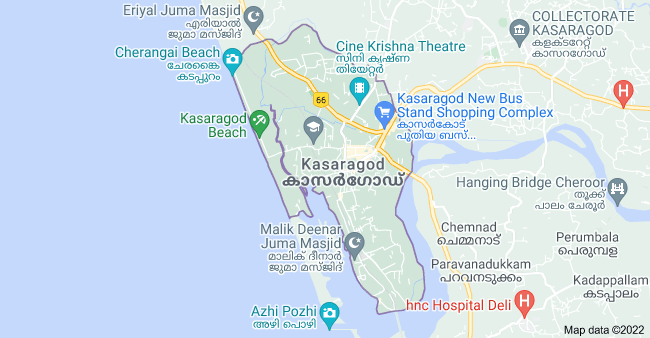 Eriyal Juma Masjid
എരിയാൽ
ജുമാ മസ്ജിദ്
COLLECTORATE
KASARAGOD
കളക്ടറേറ്റ്
കാസറഗോഡ്
Cherangai Beach
ചേരങ്കൈ
കടപ്പുറം
Cine Krishna Theatre
സിനി കൃഷ്ണ
തിയേറ്റർ
66
Kasaragod New Bus
Stand Shopping Complex
കാസർകോട്
പുതിയ ബസ്...
Kasaragod
Beach
Kasaragod
കാസർഗോഡ്
Hanging Bridge Cheroor
തൂക്ക്
പാലം ചേരൂർ
Malik Deenar
Juma Masjid
മാലിക് ദീനാർ
ജുമാ മസ്ജിദ്
Chemnad
ചെമ്മനാട്
Perumbala
പെരുമ്പള
Paravanadukkam
പറവനടുക്കം
Kadappallam
കടപ്പാലം
hnc Hospital Deli
Azhi Pozhi
അഴി പൊഴി
Map data ©2022